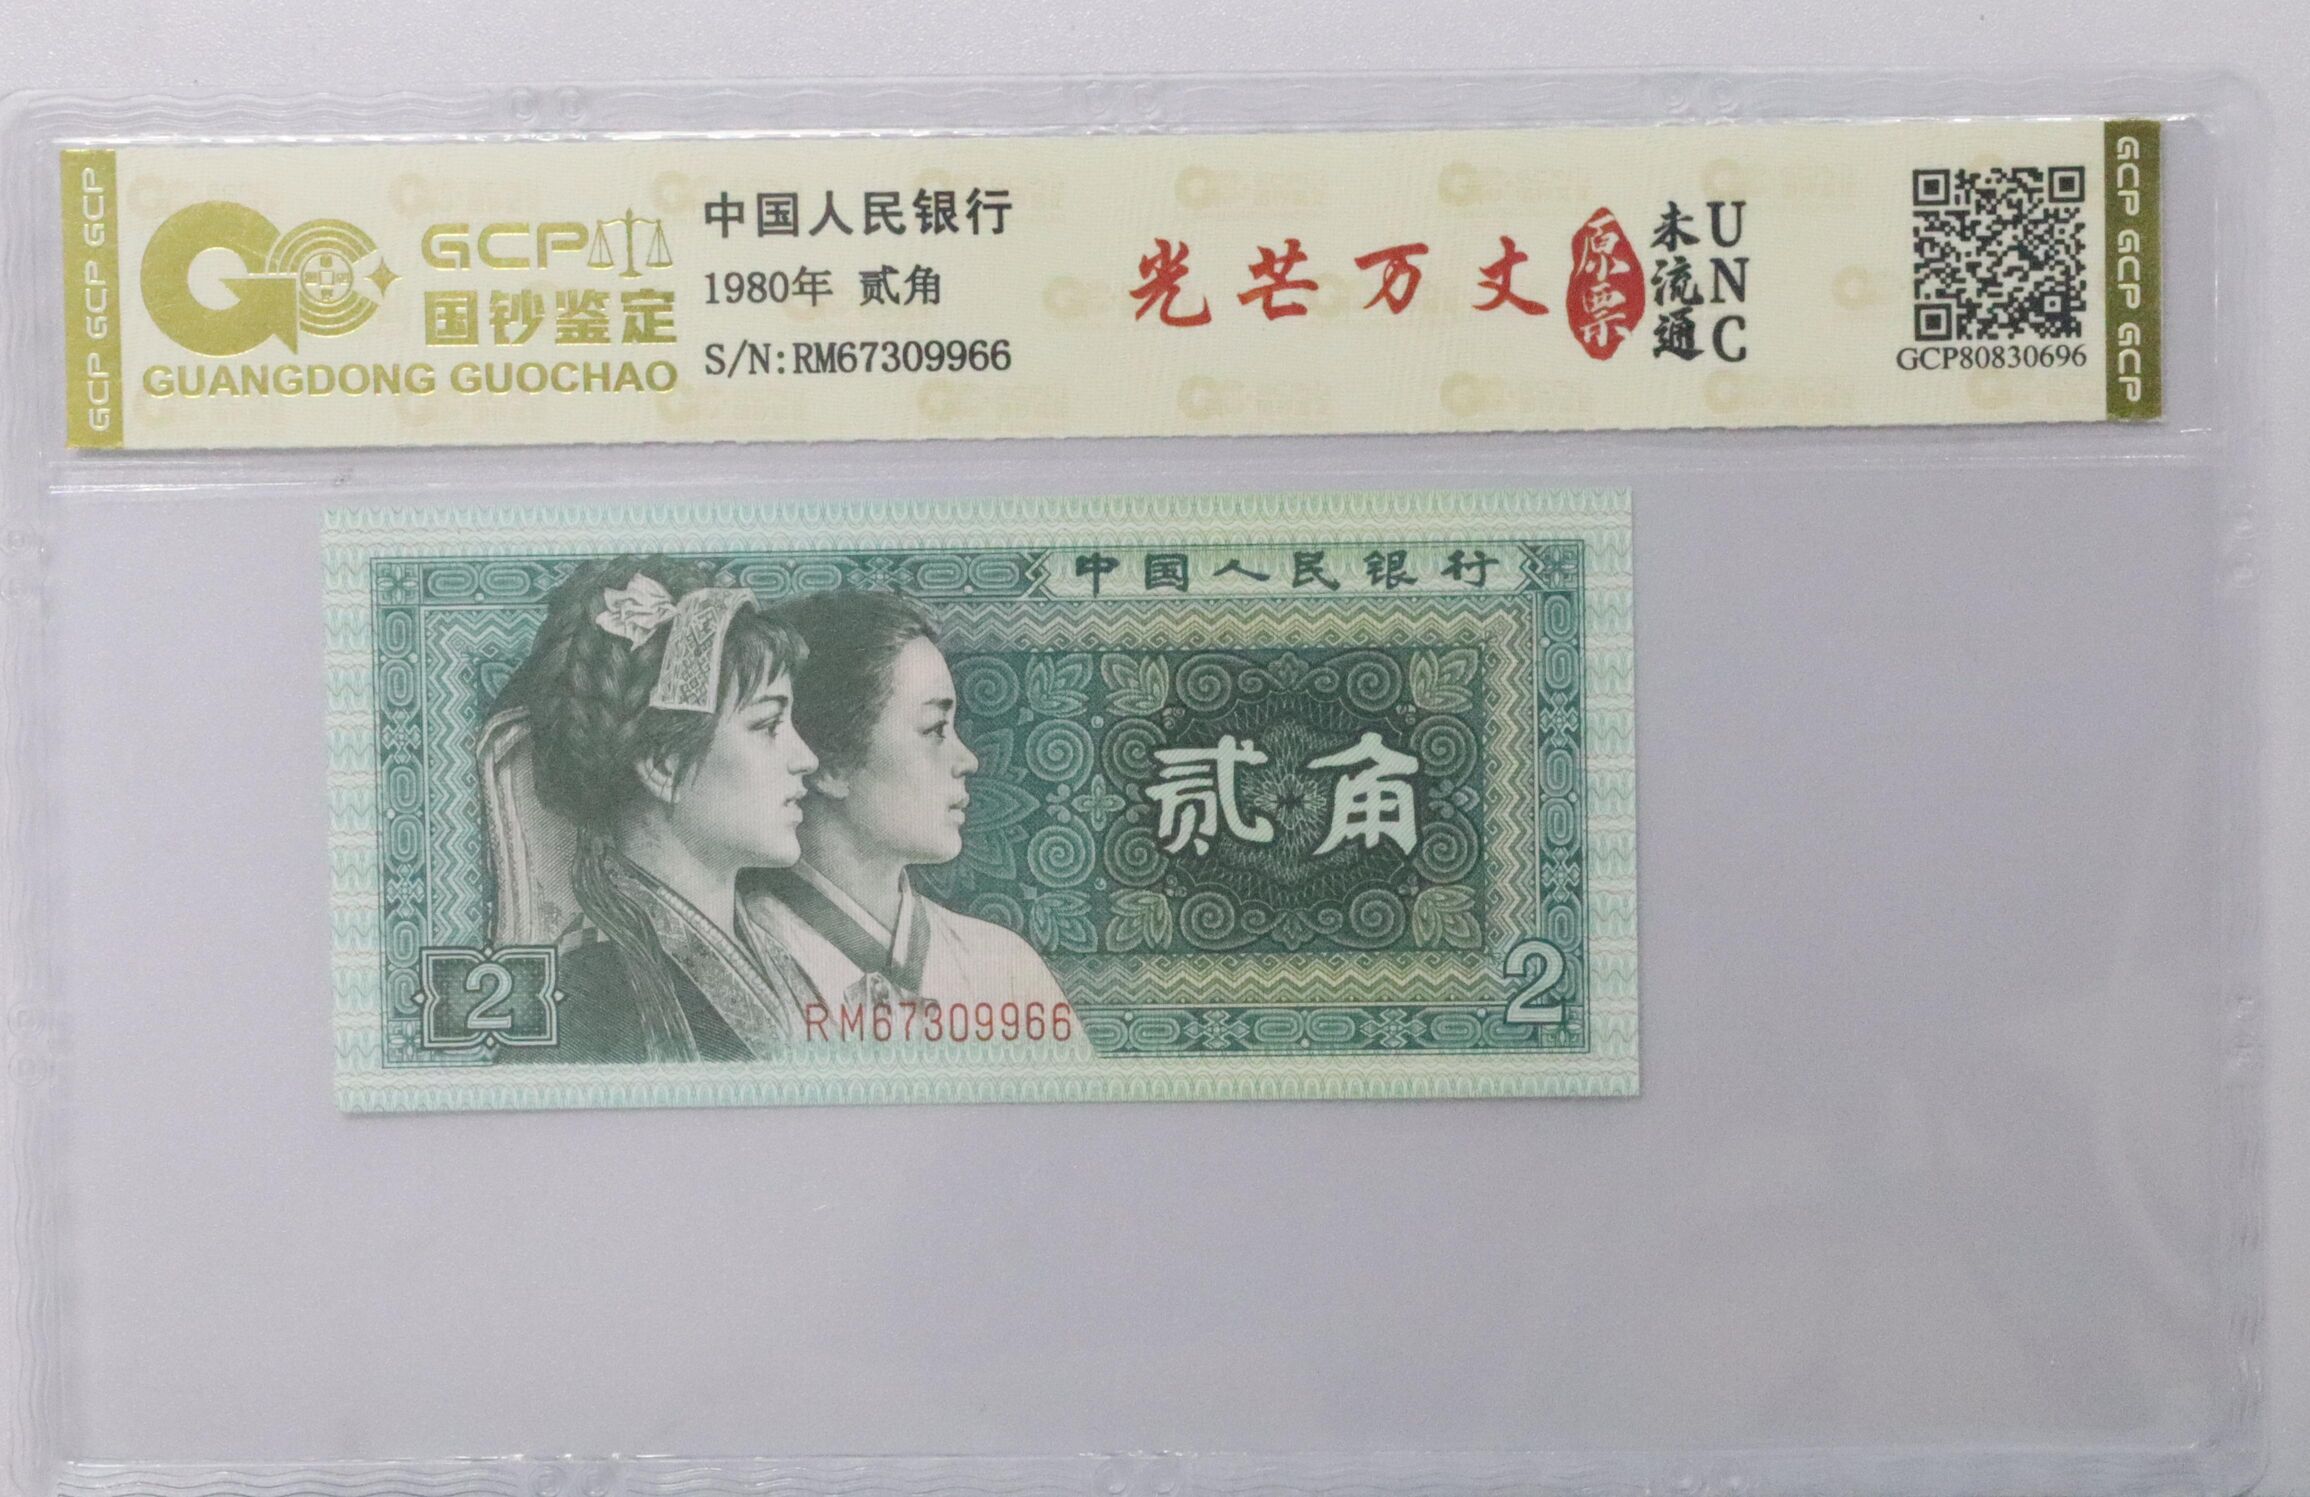 GCP GCP GCP
GCP
国钞鉴定
GUANGDONG GUOCHAO
中国人民银行
1980年 贰角
S/N:RM67309966
光芒万丈
原票
未流通
UNC
GCP80830696
GCP GCP GCP
中国人民银行
贰角
2
RM67309966
2